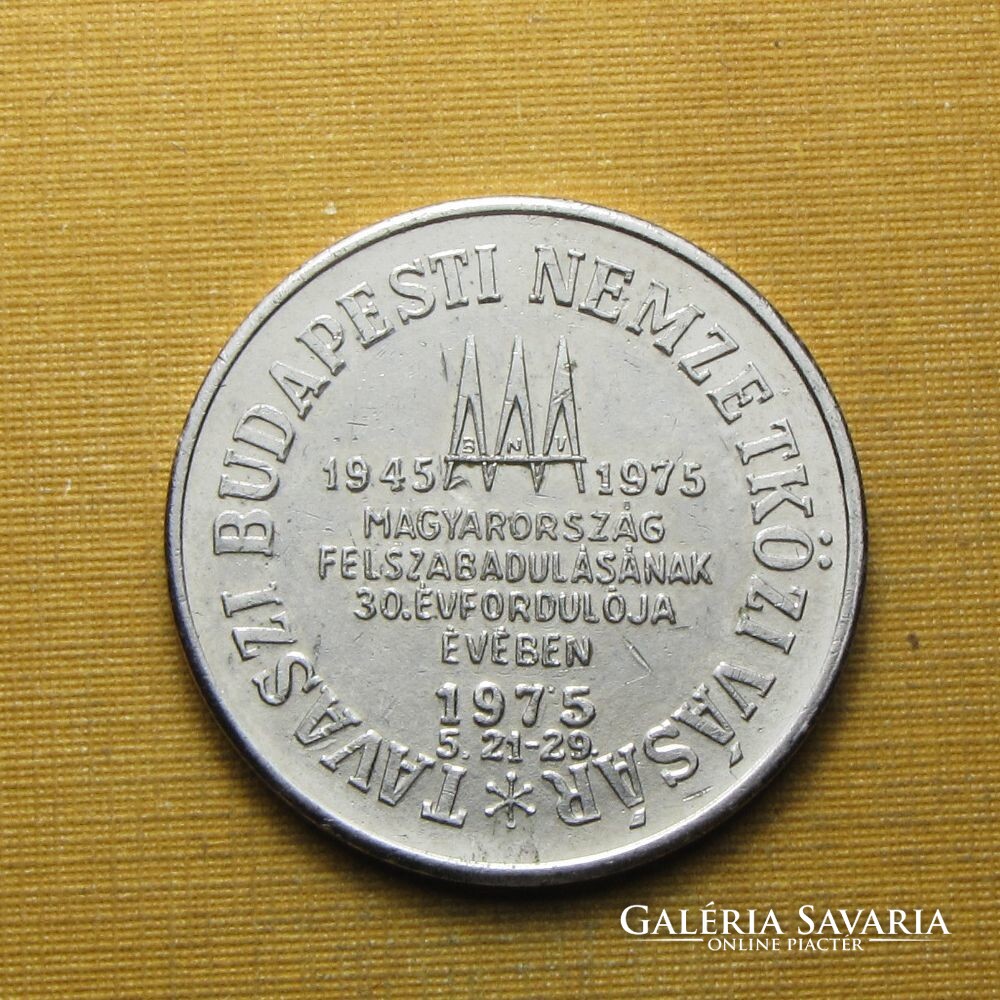 TAVASZI BUDAPESTI NEMZETKÖZI VÁSÁR
BNV
1945 1975
MAGYARORSZÁG
FELSZABADULÁSÁNAK
30. ÉVFORDULÓJA
ÉVÉBEN
1975
5. 21-29.
GALÉRIA SAVARIA
ONLINE PIACTÉR